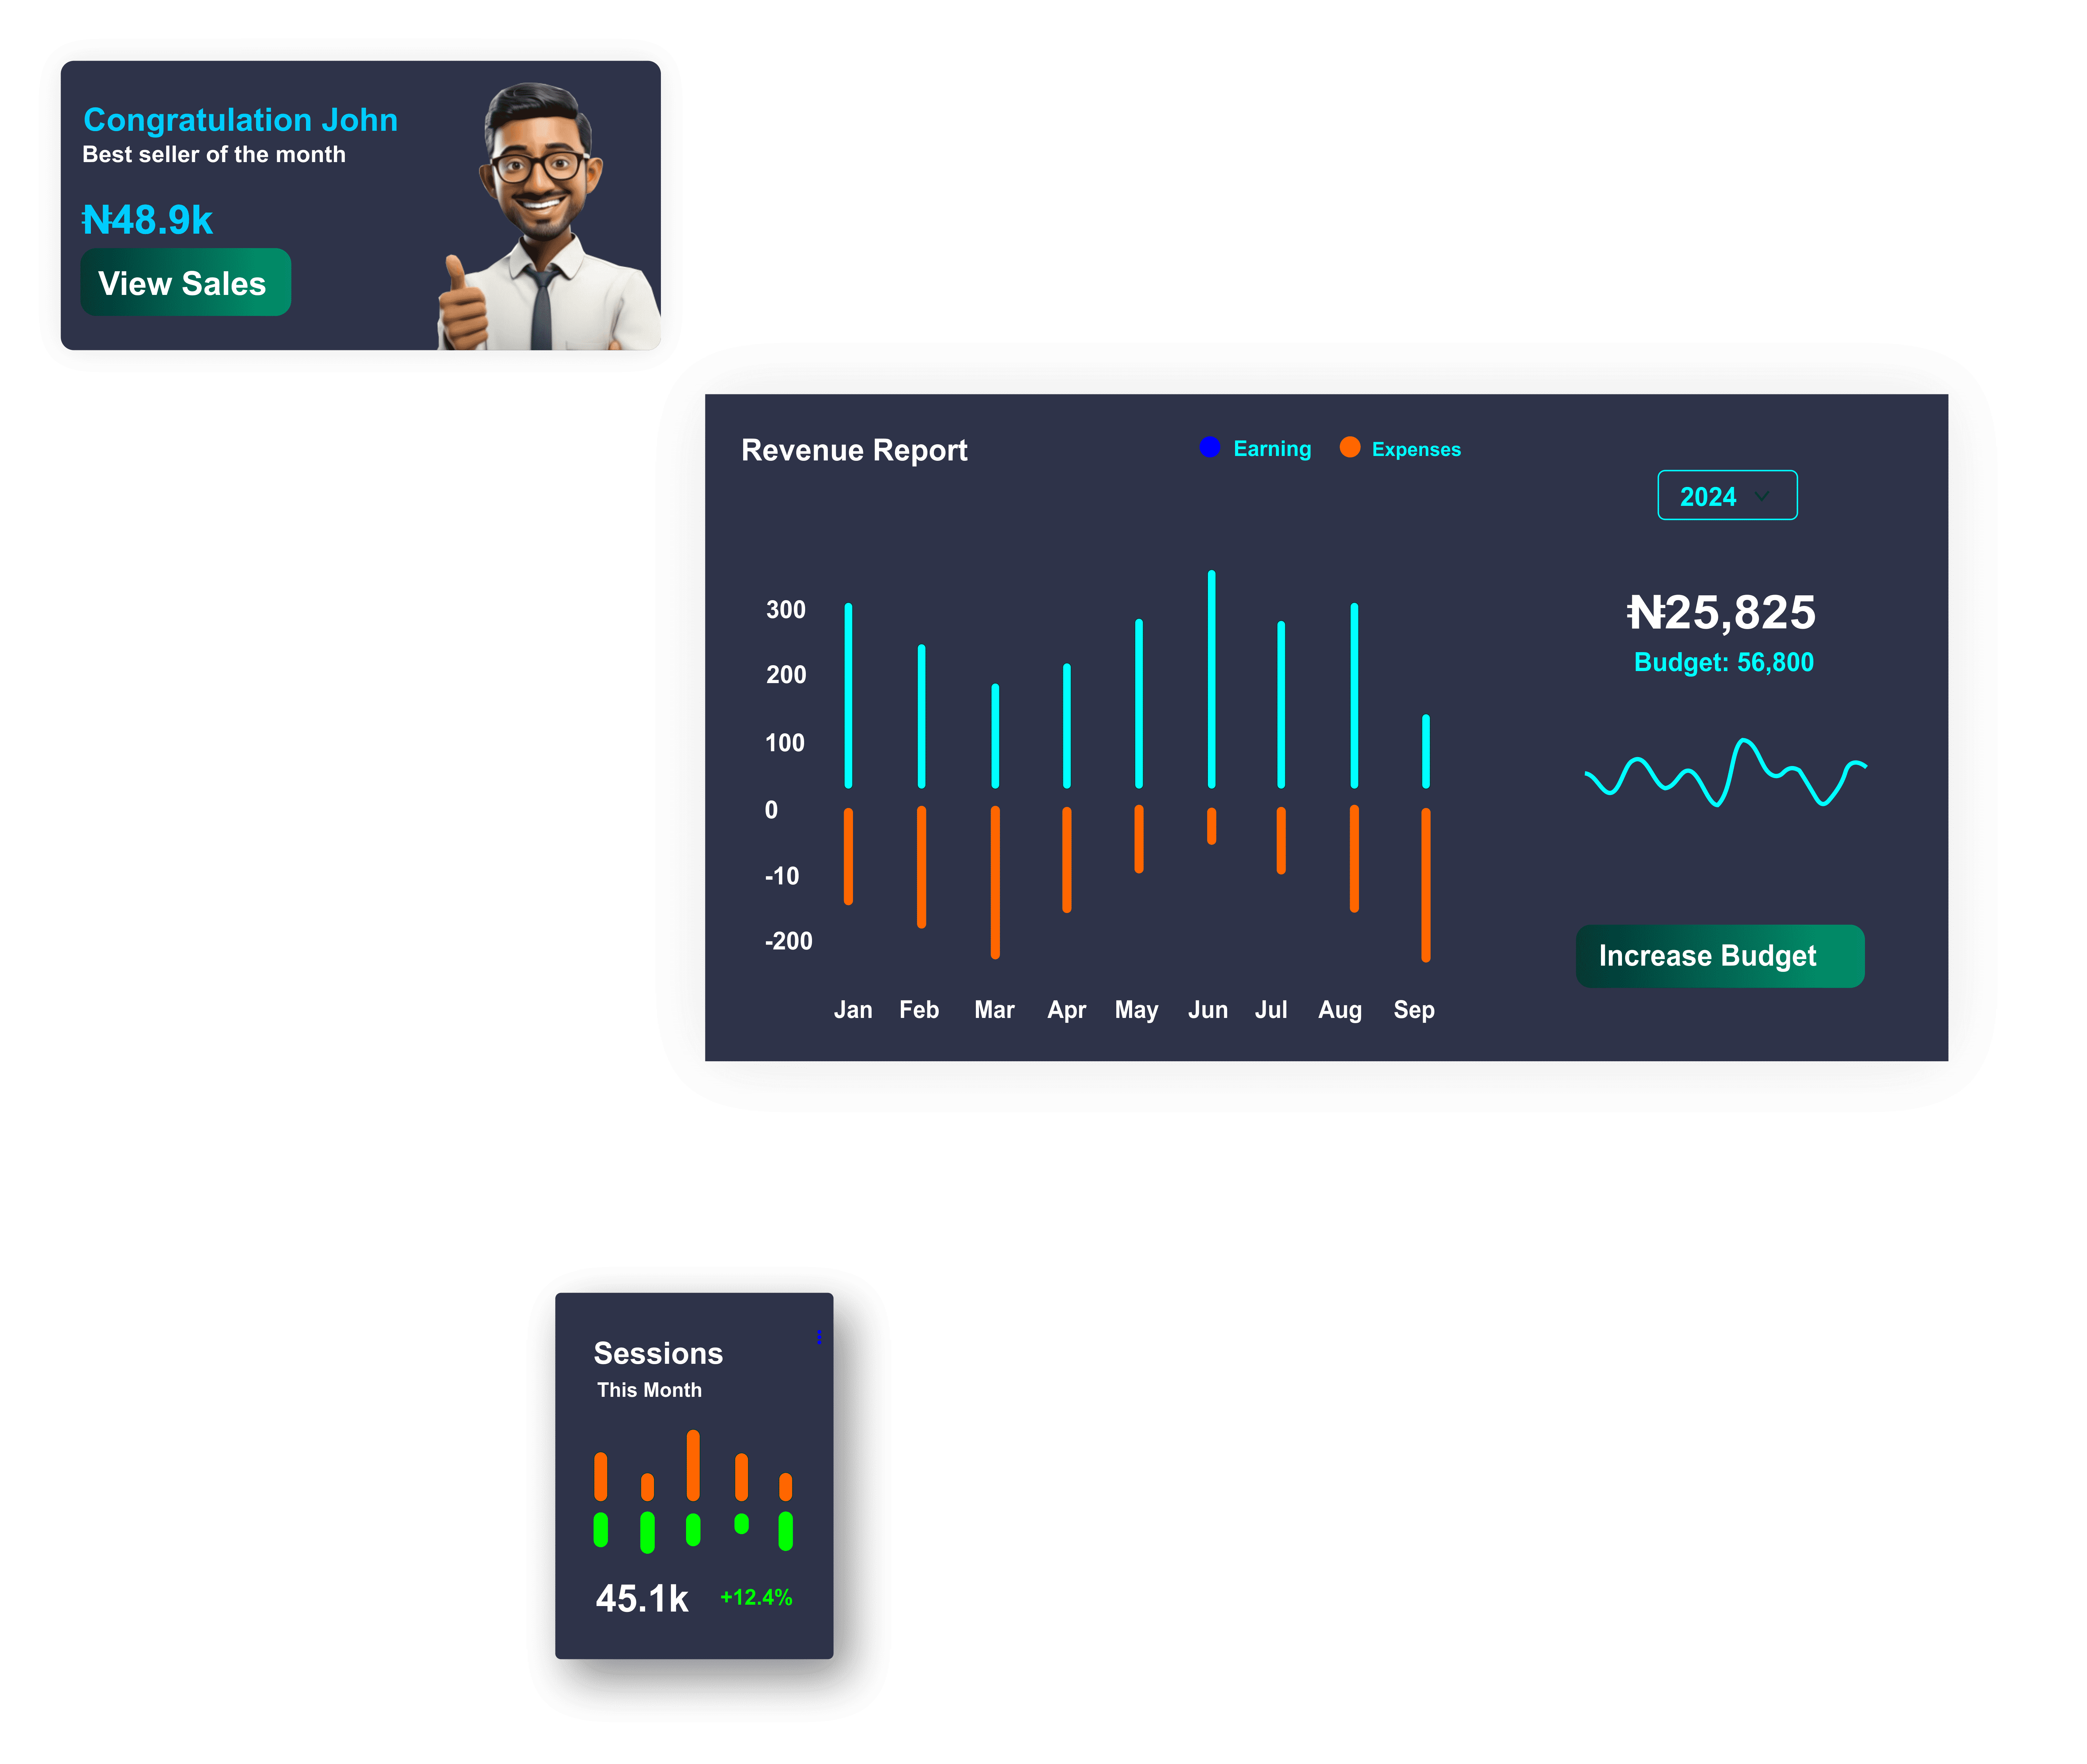 Congratulation John
Best seller of the month
₦48.9k
View Sales
Revenue Report
Earning
Expenses
2024
300
200
100
0
-10
-200
Jan Feb Mar Apr May Jun Jul Aug Sep
₦25,825
Budget: 56,800
Increase Budget
Sessions
This Month
45.1k +12.4%